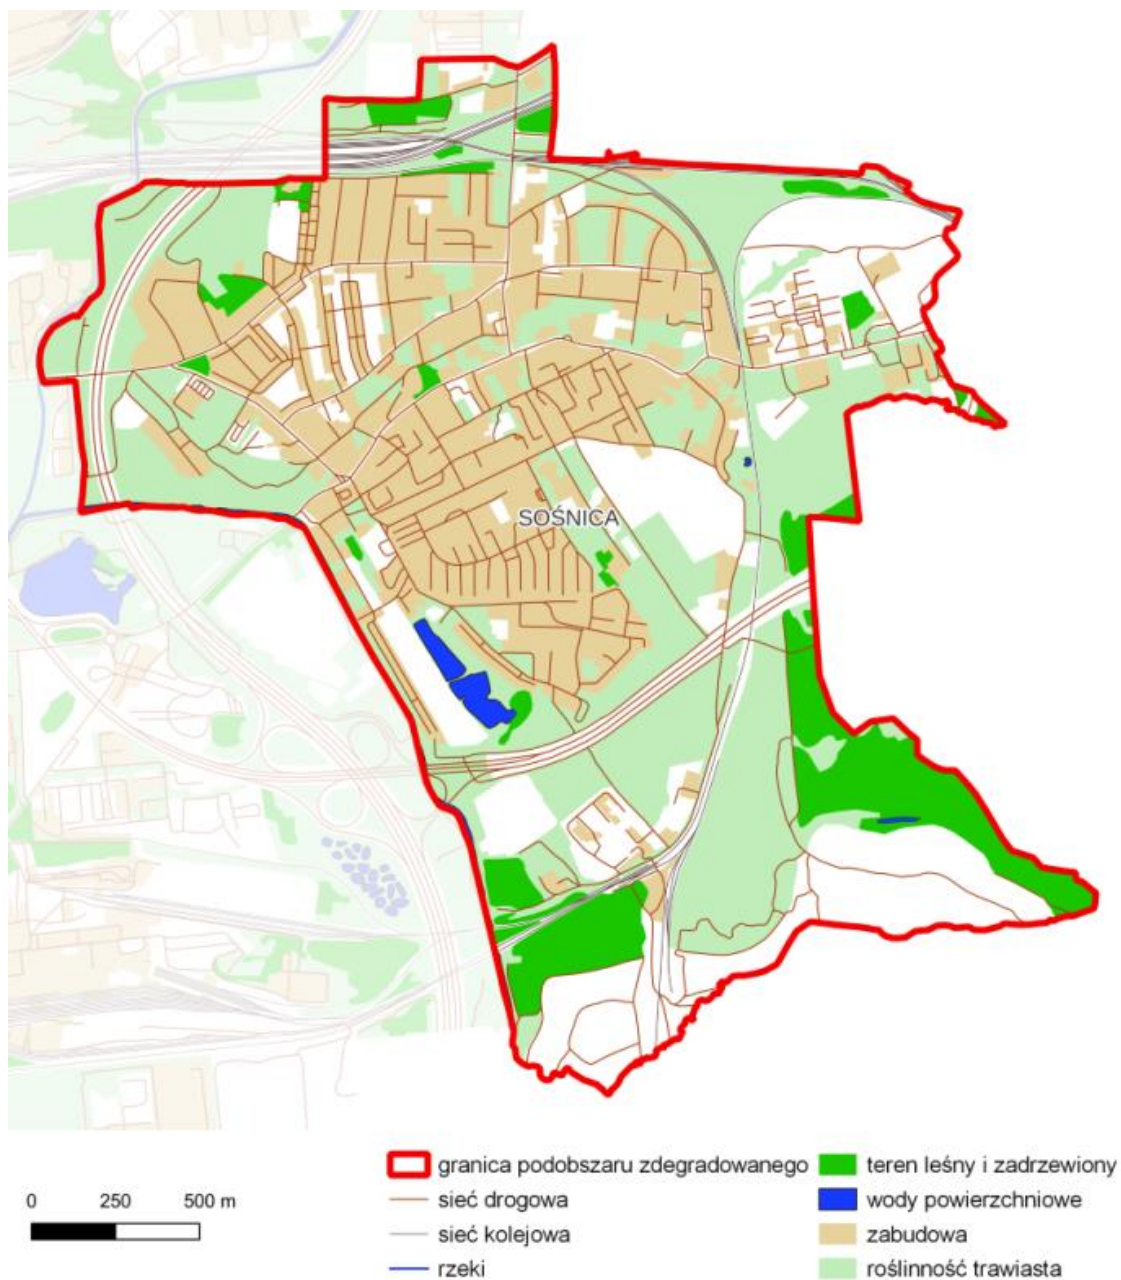 SOŚNICA
0 250 500 m
granica podobszaru zdegradowanego
sieć drogowa
sieć kolejowa
rzeki
teren leśny i zadrzewiony
wody powierzchniowe
zabudowa
roślinność trawiasta